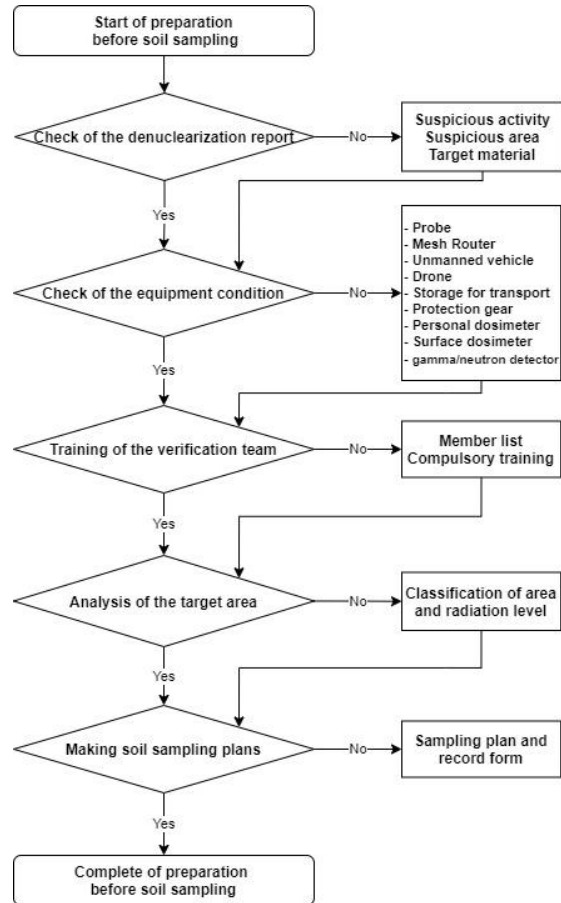 Start of preparation
before soil sampling
Check of the denuclearization report
No
Suspicious activity
Suspicious area
Target material
Yes
Check of the equipment condition
No
- Probe
- Mesh Router
- Unmanned vehicle
- Drone
- Storage for transport
- Protection gear
- Personal dosimeter
- Surface dosimeter
- gamma/neutron detector
Yes
Training of the verification team
No
Member list
Compulsory training
Yes
Analysis of the target area
No
Classification of area
and radiation level
Yes
Making soil sampling plans
No
Sampling plan and
record form
Yes
Complete of preparation
before soil sampling